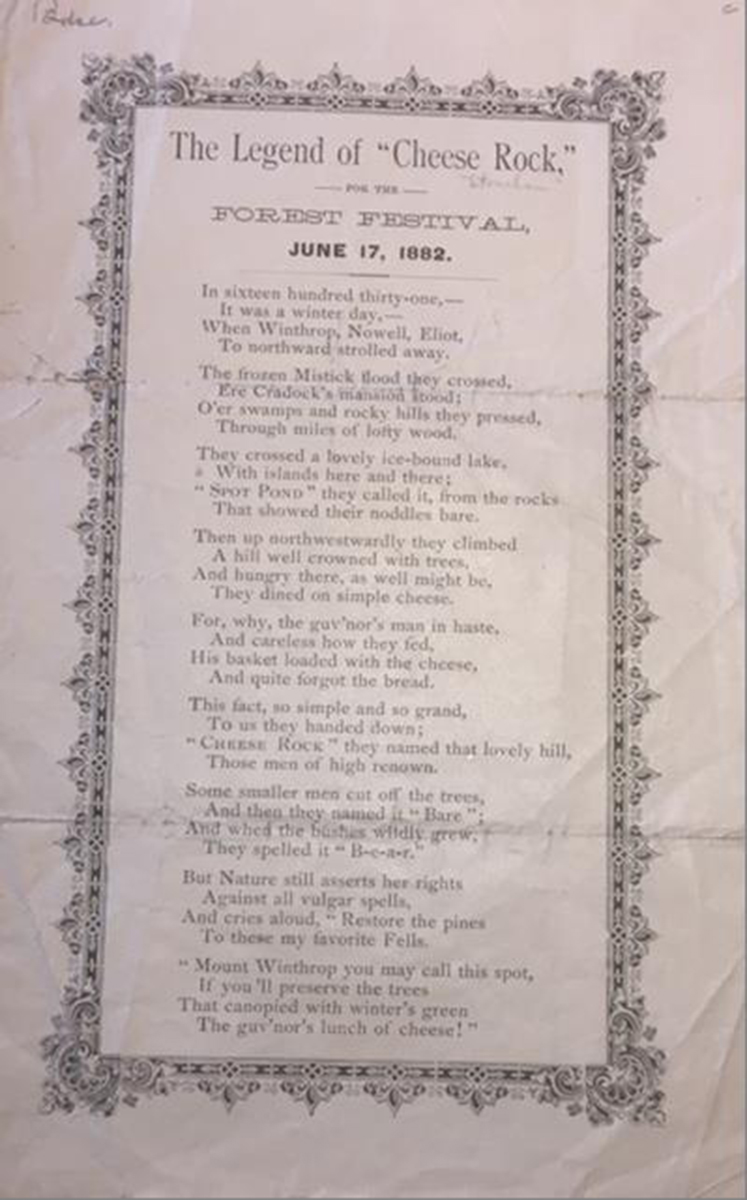 The Legend of "Cheese Rock,"
— FOR THE —
FOREST FESTIVAL,
JUNE 17, 1882.
In sixteen hundred thirty-one,—
It was a winter day,—
When Winthrop, Nowell, Eliot,
To northward strolled away.
The frozen Mistick flood they crossed,
Ere Cradock's mansion stood;
O'er swamps and rocky hills they pressed,
Through miles of lofty wood.
They crossed a lovely ice-bound lake,
With islands here and there;
"SPOT POND" they called it, from the rocks
That showed their noddles bare.
Then up northwestwardly they climbed
A hill well crowned with trees,
And hungry there, as well might be,
They dined on simple cheese.
For, why, the guv'nor's man in haste,
And careless how they fed,
His basket loaded with the cheese,
And quite forgot the bread.
This fact, so simple and so grand,
To us they handed down;
"CHEESE ROCK" they named that lovely hill,
Those men of high renown.
Some smaller men cut off the trees,
And then they named it "Bare";
And when the bushes wildly grew,
They spelled it "B-e-a-r."
But Nature still asserts her rights
Against all vulgar spells,
And cries aloud, "Restore the pines
To these my favorite Fells.
"Mount Winthrop you may call this spot,
If you'll preserve the trees
That canopied with winter's green
The guv'nor's lunch of cheese!"